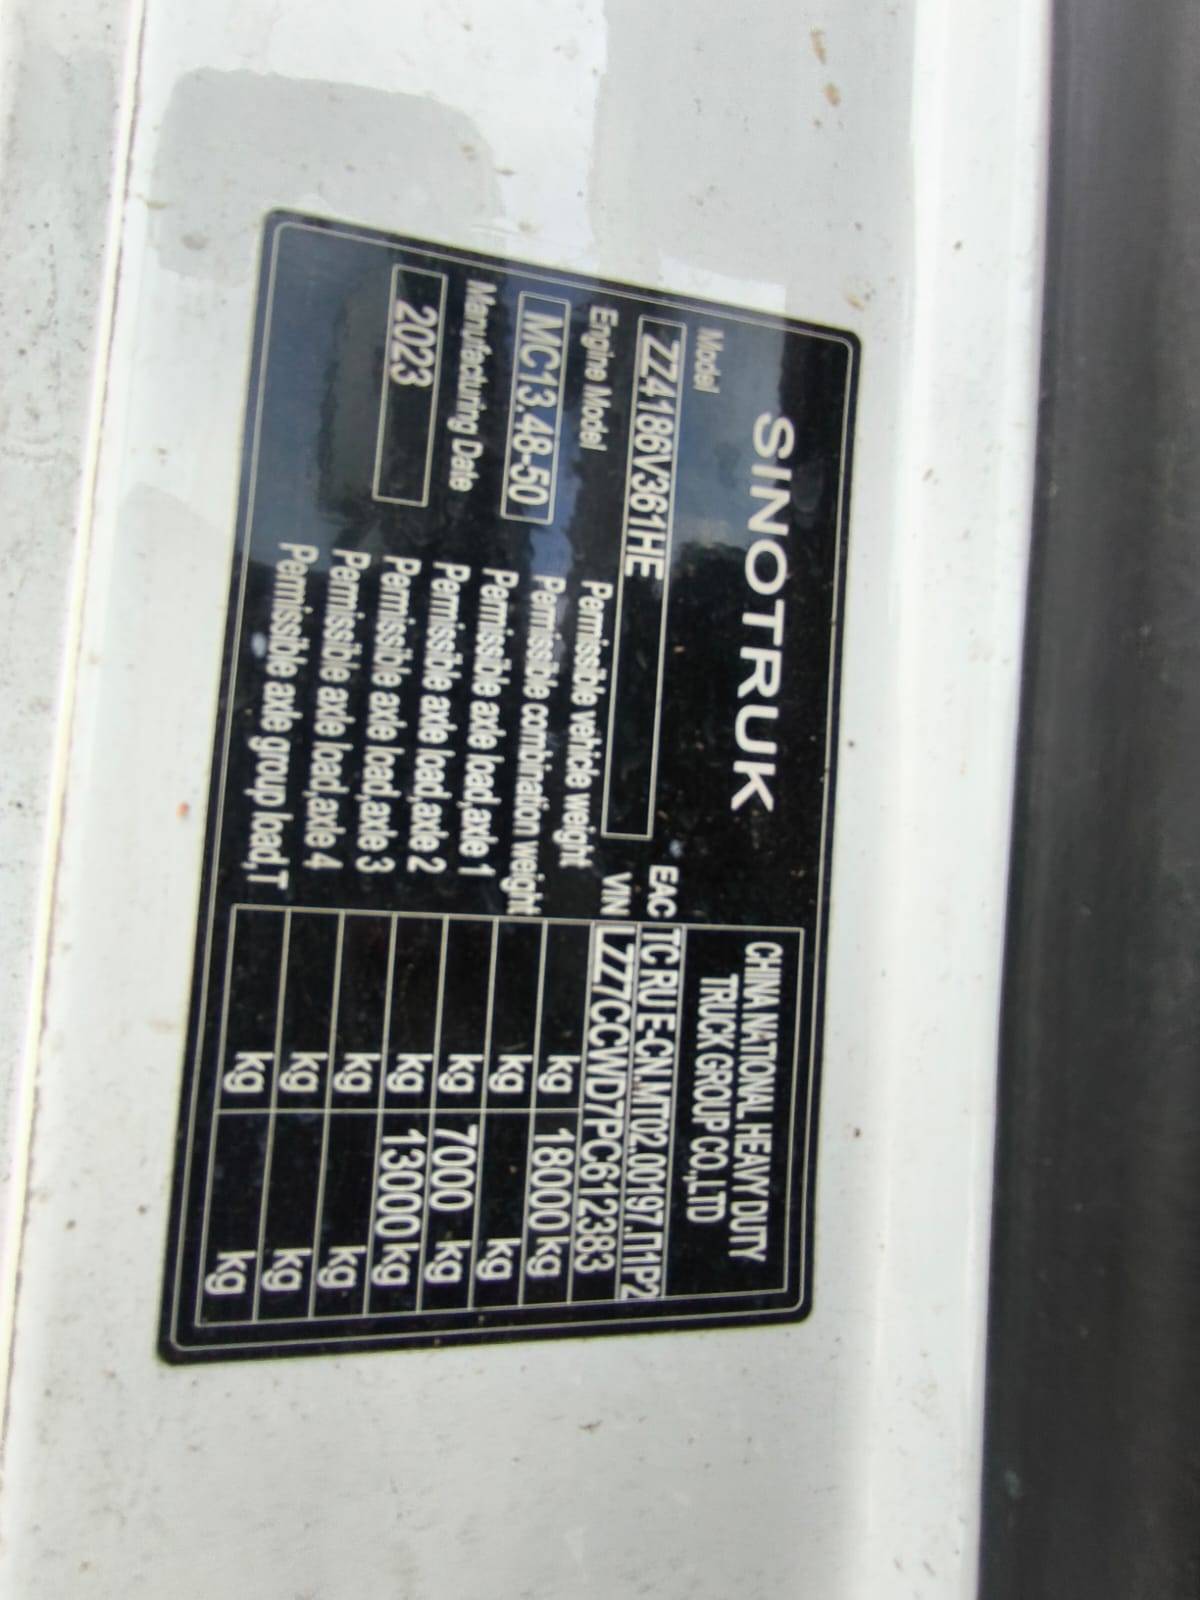 SINOTRUK
CHINA NATIONAL HEAVY DUTY
TRUCK GROUP CO.,LTD
Model
ZZ4186V361HE
EAC TC RU E-CN.MT02.00197.П1P2
Engine Model
VIN LZZ7CCWD7PC612383
MC13.48-50
Permissible vehicle weight kg 18000 kg
Permissible combination weight kg kg
Manufacturing Date
2023
Permissible axle load,axle 1 kg 7000 kg
Permissible axle load,axle 2 kg 13000 kg
Permissible axle load,axle 3 kg kg
Permissible axle load,axle 4 kg kg
Permissible axle group load,T kg kg